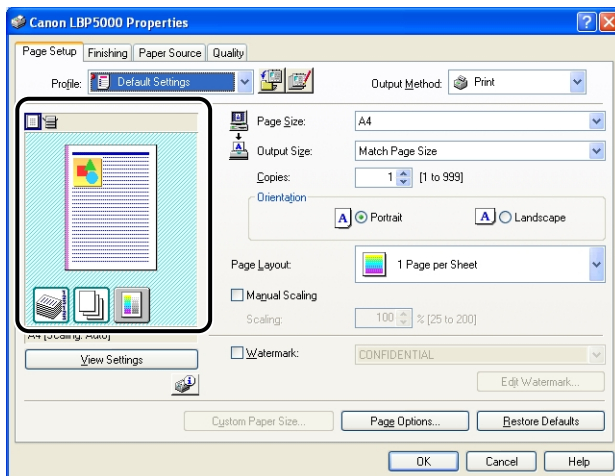 Canon LBP5000 Properties
Page Setup Finishing Paper Source Quality
Profile: Default Settings Output Method: Print
Page Size: A4
Output Size: Match Page Size
Copies: 1 [1 to 999]
Orientation
A Portrait A Landscape
Page Layout: 1 Page per Sheet
Manual Scaling
Scaling: 100 % [25 to 200]
A4 [Scaling: Auto]
View Settings
Watermark: CONFIDENTIAL
Edit Watermark...
Custom Paper Size... Page Options... Restore Defaults
OK Cancel Help